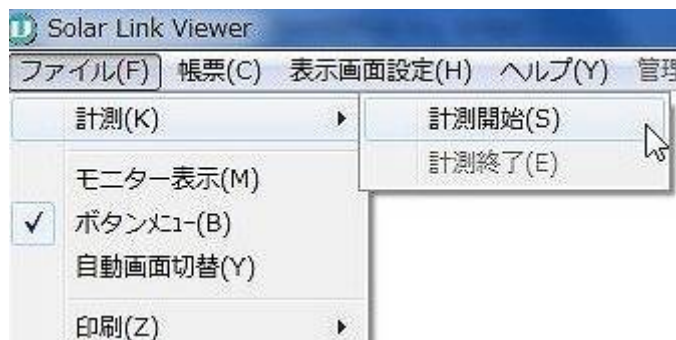 Solar Link Viewer
ファイル(F) 帳票(C) 表示画面設定(H) ヘルプ(Y) 管理
計測(K)
計測開始(S)
計測終了(E)
モニター表示(M)
ボタンメニュー(B)
自動画面切替(Y)
印刷(Z)